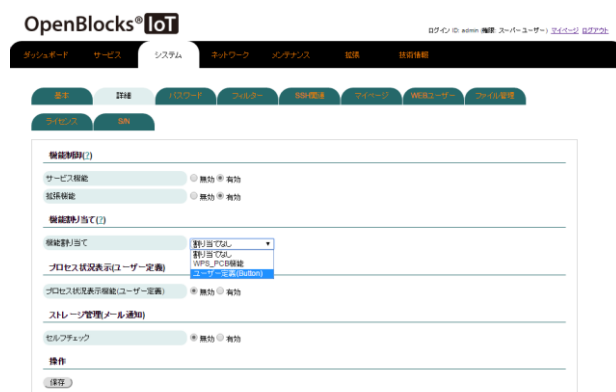 OpenBlocks® IoT
ログイン ID: admin (権限: スーパーユーザー) マイページ ログアウト
ダッシュボード サービス システム ネットワーク メンテナンス 拡張 技術情報
基本 詳細 パスワード フィルター SSH関連 マイページ WEBユーザー ファイル管理
ライセンス SIN
機能制御(?)
サービス機能 無効 有効
拡張機能 無効 有効
機能割り当て(?)
機能割り当て 割り当てなし
割り当てなし
WPS_PCB機能
ユーザー定義(Button)
プロセス状況表示(ユーザー定義)
プロセス状況表示機能(ユーザー定義) 無効 有効
ストレージ管理(メール通知)
セルフチェック 無効 有効
操作
保存